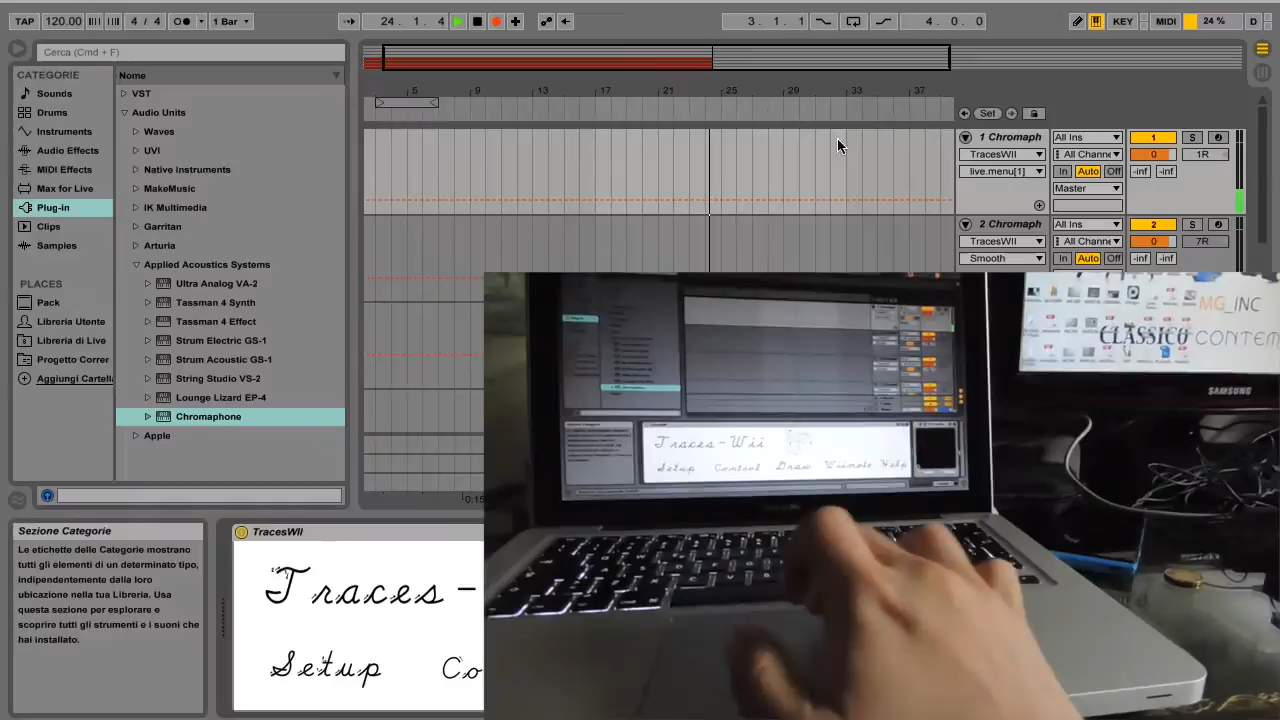 TAP 120.00 4 / 4 1 Bar 24 . 1 . 4 3 . 1 . 1 4 . 0 . 0 KEY MIDI 24 % D
Cerca (Cmd + F)
CATEGORIE
Sounds
Drums
Instruments
Audio Effects
MIDI Effects
Max for Live
Plug-in
Clips
Samples
PLACES
Pack
Libreria Utente
Libreria di Live
Progetto Correr
Aggiungi Cartell
Nome
VST
Audio Units
Waves
UVI
Native Instruments
MakeMusic
IK Multimedia
Garritan
Arturia
Applied Acoustics Systems
Ultra Analog VA-2
Tassman 4 Synth
Tassman 4 Effect
Strum Electric GS-1
Strum Acoustic GS-1
String Studio VS-2
Lounge Lizard EP-4
Chromaphone
Apple
5 9 13 17 21 25 29 33 37
Set
1 Chromaph All Ins 1 S
TracesWII All Channe 0 1R
live.menu[1] In Auto Off -inf -inf
Master
2 Chromaph All Ins 2 S
TracesWII All Channe 0 7R
Smooth In Auto Off -inf -inf
0:15
Sezione Categorie
Le etichette delle Categorie mostrano
tutti gli elementi di un determinato tipo,
indipendentemente dalla loro
ubicazione nella tua Libreria. Usa
questa sezione per esplorare e
scoprire tutti gli strumenti e i suoni che
hai installato.
TracesWII
Traces -
Setup Co
Traces - Wii
Setup Control Draw Wiimote Help
MG_INC
CLASSICO CONTEM
SAMSUNG